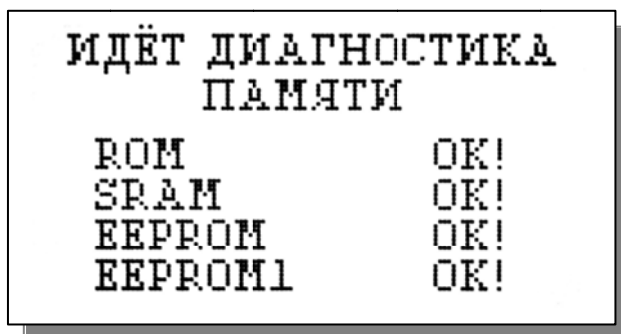 ИДЁТ ДИАГНОСТИКА
ПАМЯТИ
ROM OK!
SRAM OK!
EEPROM OK!
EEPROM1 OK!